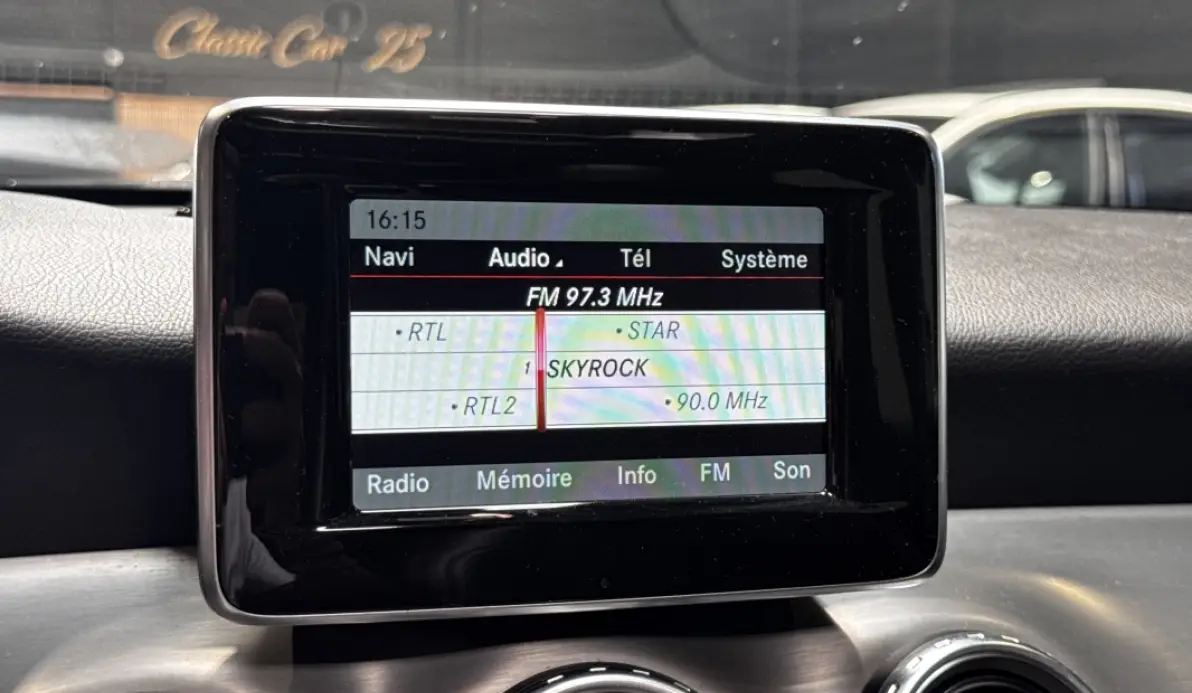 Classic Car 25
16:15
Navi Audio Tél Système
FM 97.3 MHz
• RTL • STAR
1 SKYROCK
• RTL2 • 90.0 MHz
Radio Mémoire Info FM Son